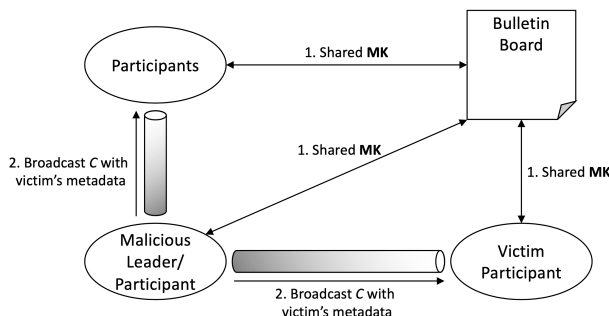 Bulletin
Board
1. Shared MK
Participants
1. Shared MK
2. Broadcast C with
victim's metadata
1. Shared MK
Malicious
Leader/
Participant
Victim
Participant
2. Broadcast C with
victim's metadata